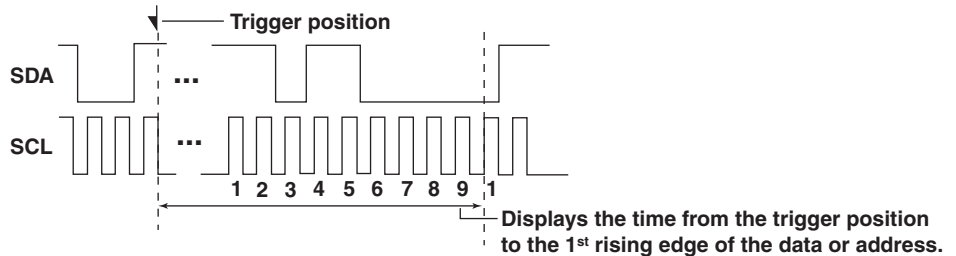 Trigger position
SDA
...
SCL
...
1 2 3 4 5 6 7 8 9 1
Displays the time from the trigger position
to the 1st rising edge of the data or address.